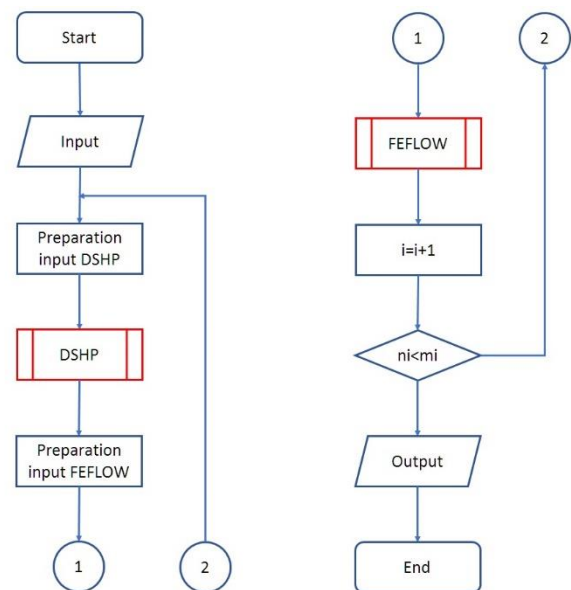 Start
Input
Preparation
input DSHP
DSHP
Preparation
input FEFLOW
1
2
1
2
FEFLOW
i=i+1
ni<mi
Output
End